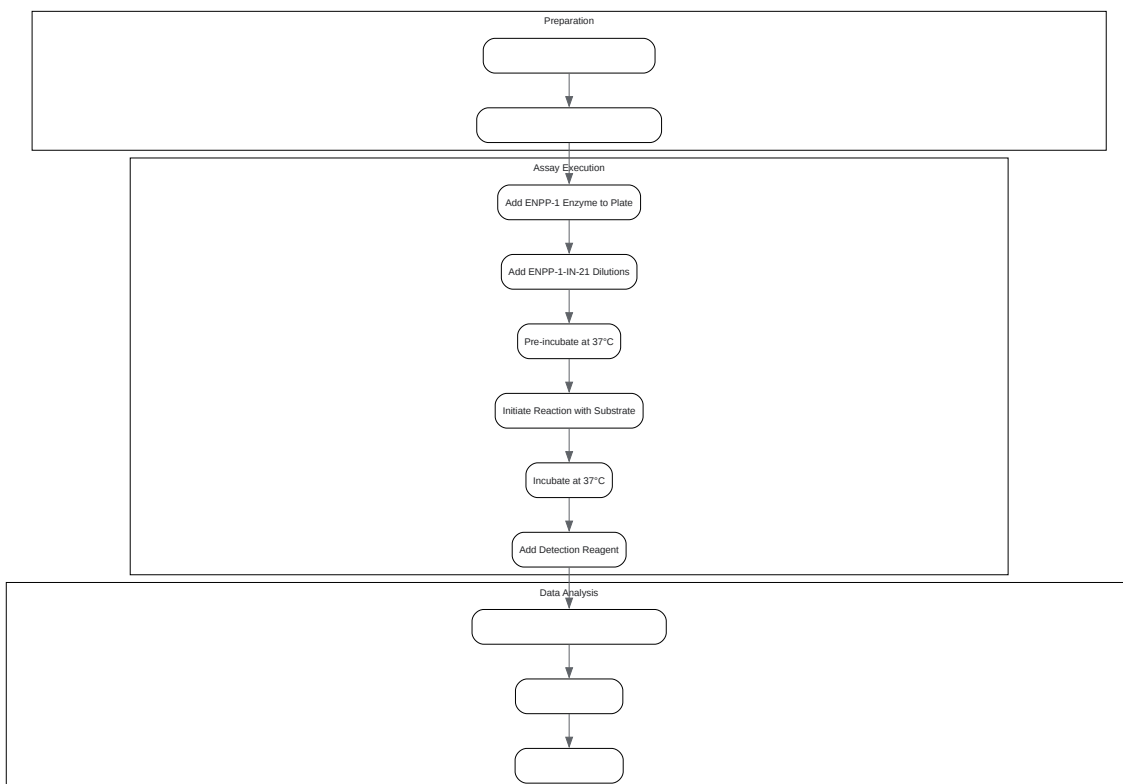 Preparation
Assay Execution
Add ENPP-1 Enzyme to Plate
Add ENPP-1-IN-21 Dilutions
Pre-incubate at 37°C
Initiate Reaction with Substrate
Incubate at 37°C
Add Detection Reagent
Data Analysis